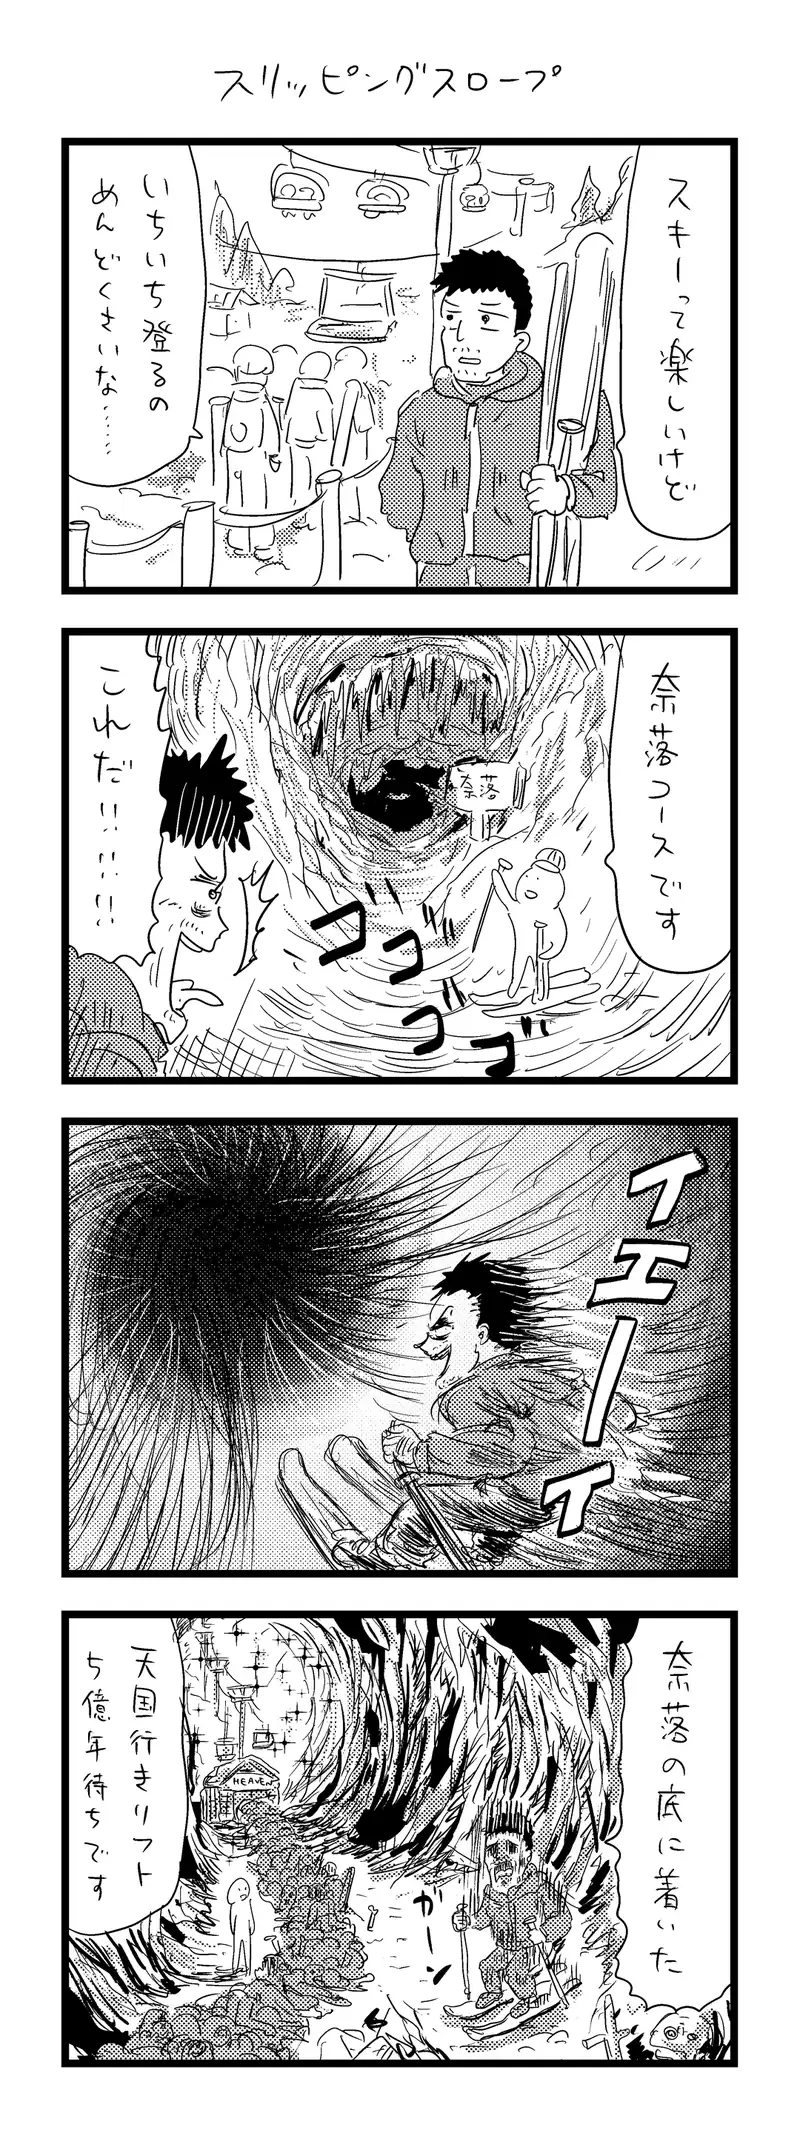 スリッピングスロープ
スキーって楽しいけど
いちいち登るの
めんどくさいな……
奈落コースです
奈落
ゴゴゴゴ
これだ!!!!!
イエーイ
奈落の底に着いた
ガーン
HEAVEN
天国行きリフト
5億年待ちです